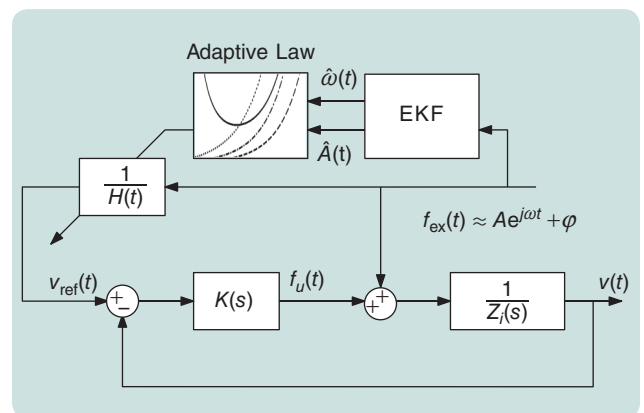 Adaptive Law
ω̂(t)
EKF
Â(t)
1
H(t)
f_ex(t) ≈ Ae^{jωt} + φ
v_ref(t)
+
−
K(s)
f_u(t)
+
+
1
Z_i(s)
v(t)